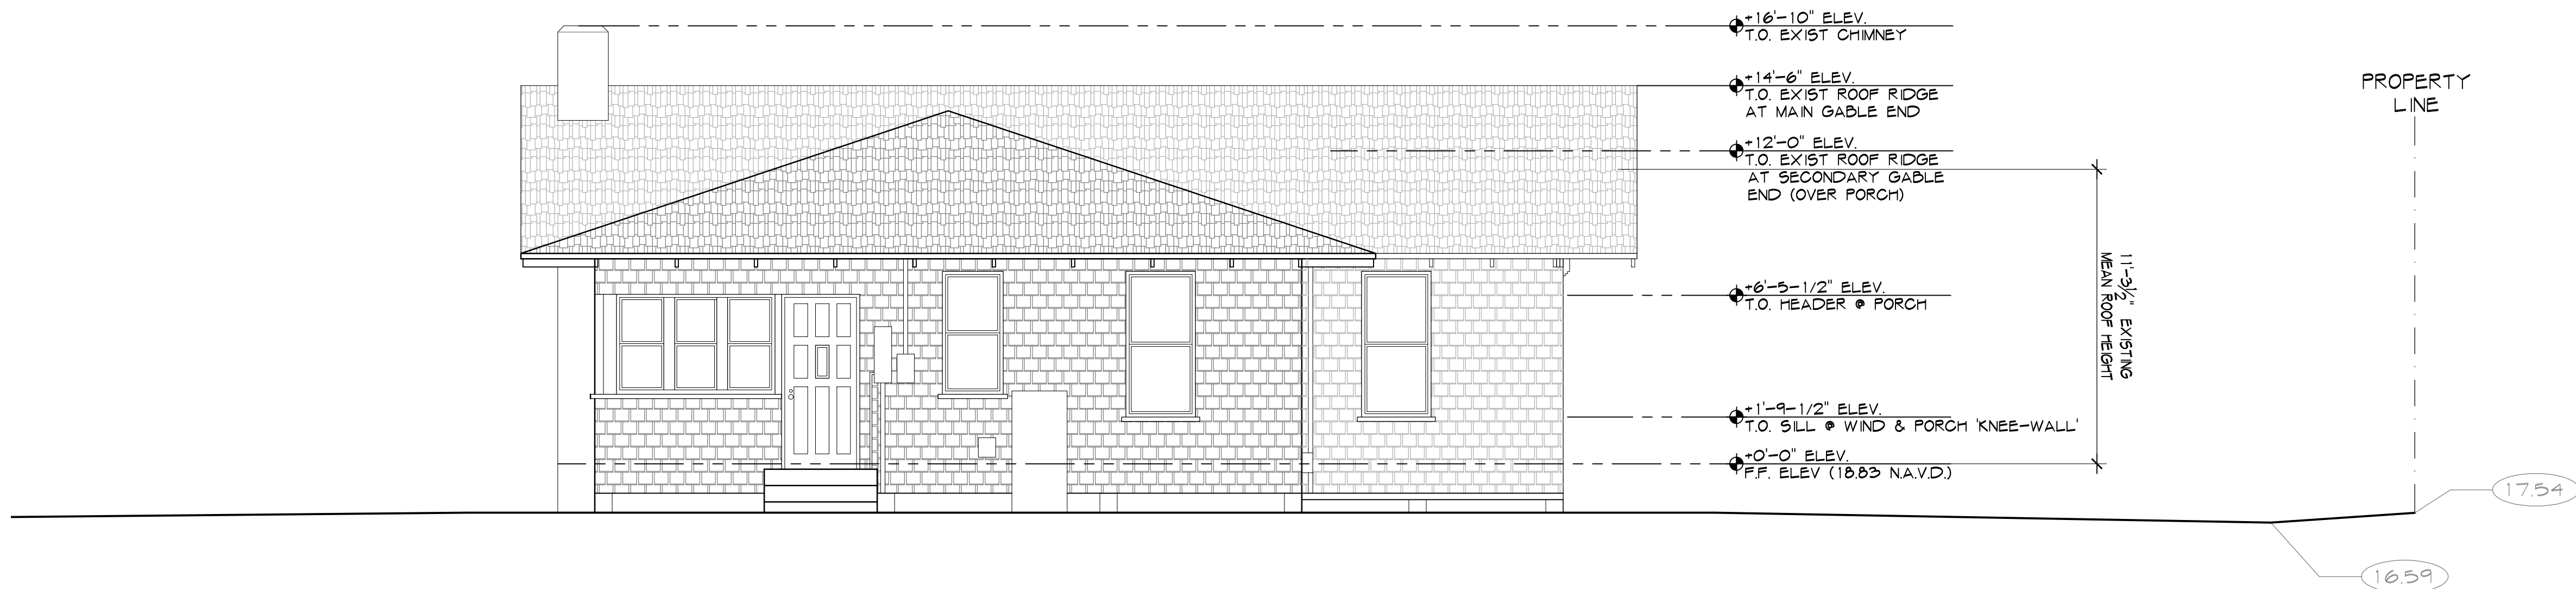 +16'-10" ELEV.
T.O. EXIST CHIMNEY
+14'-6" ELEV.
T.O. EXIST ROOF RIDGE
AT MAIN GABLE END
+12'-0" ELEV.
T.O. EXIST ROOF RIDGE
AT SECONDARY GABLE
END (OVER PORCH)
+6'-5-1/2" ELEV.
T.O. HEADER @ PORCH
+1'-9-1/2" ELEV.
T.O. SILL @ WIND & PORCH 'KNEE-WALL'
+0'-0" ELEV.
F.F. ELEV (18.83 N.A.V.D.)
11'-3½" EXISTING
MEAN ROOF HEIGHT
PROPERTY
LINE
17.54
16.59